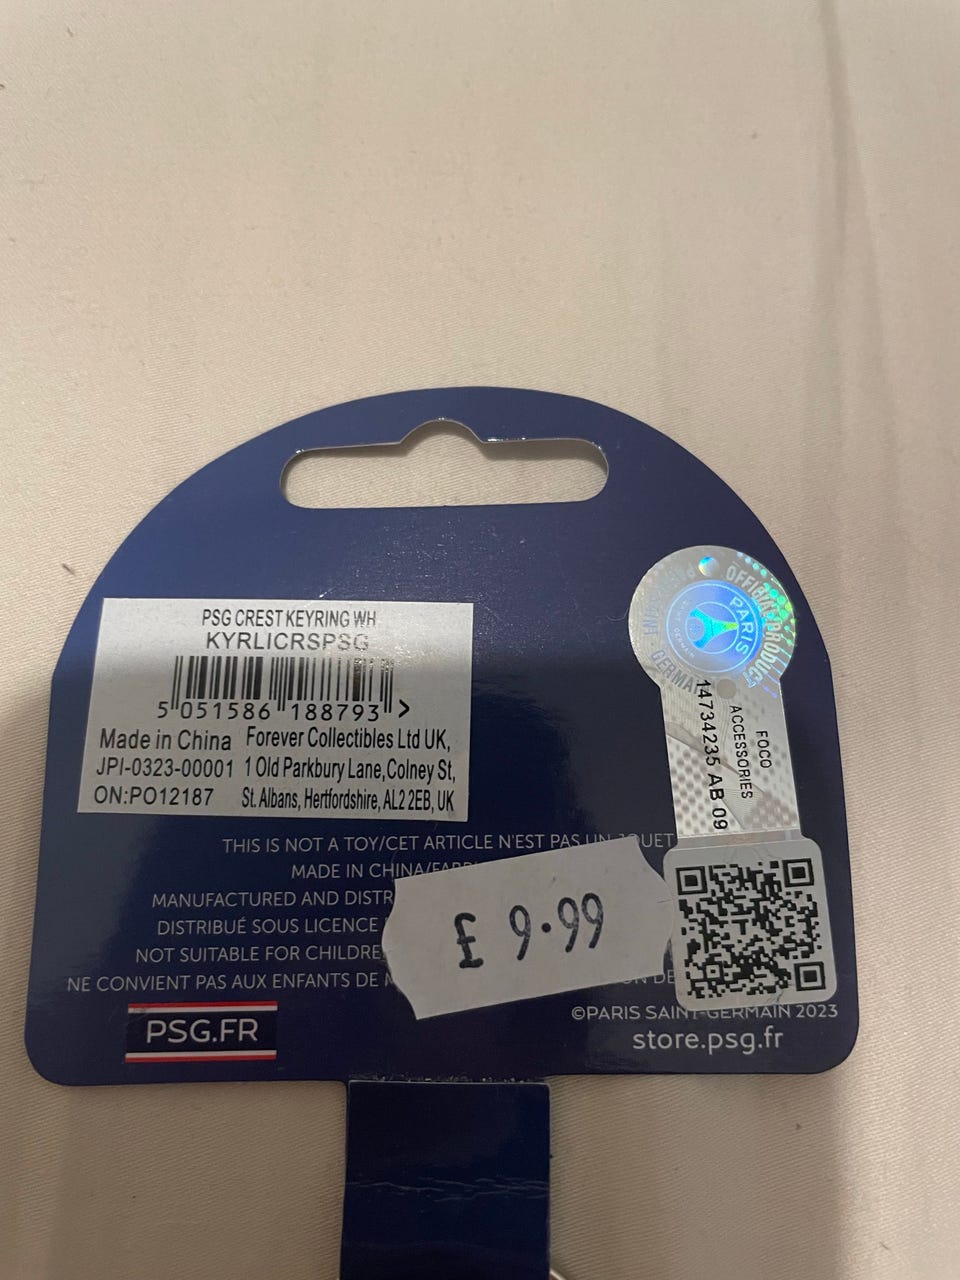 PSG CREST KEYRING WH
KYRLICRSPSG
5 051586 188793 >
Made in China Forever Collectibles Ltd UK,
JPI-0323-00001 1 Old Parkbury Lane,Colney St,
ON:PO12187 St. Albans, Hertfordshire, AL2 2EB, UK
OFFICIAL PRODUCT
PARIS
GERMAIN
14734235 AB 09
ACCESSORIES
FOCO
THIS IS NOT A TOY/CET ARTICLE N'EST PAS UN JOUET
MADE IN CHINA/
MANUFACTURED AND
DISTRIBUÉ SOUS LICENCE
NOT SUITABLE FOR
NE CONVIENT PAS AUX ENFANTS DE
£ 9.99
©PARIS SAINT-GERMAIN 2023
PSG.FR
store.psg.fr